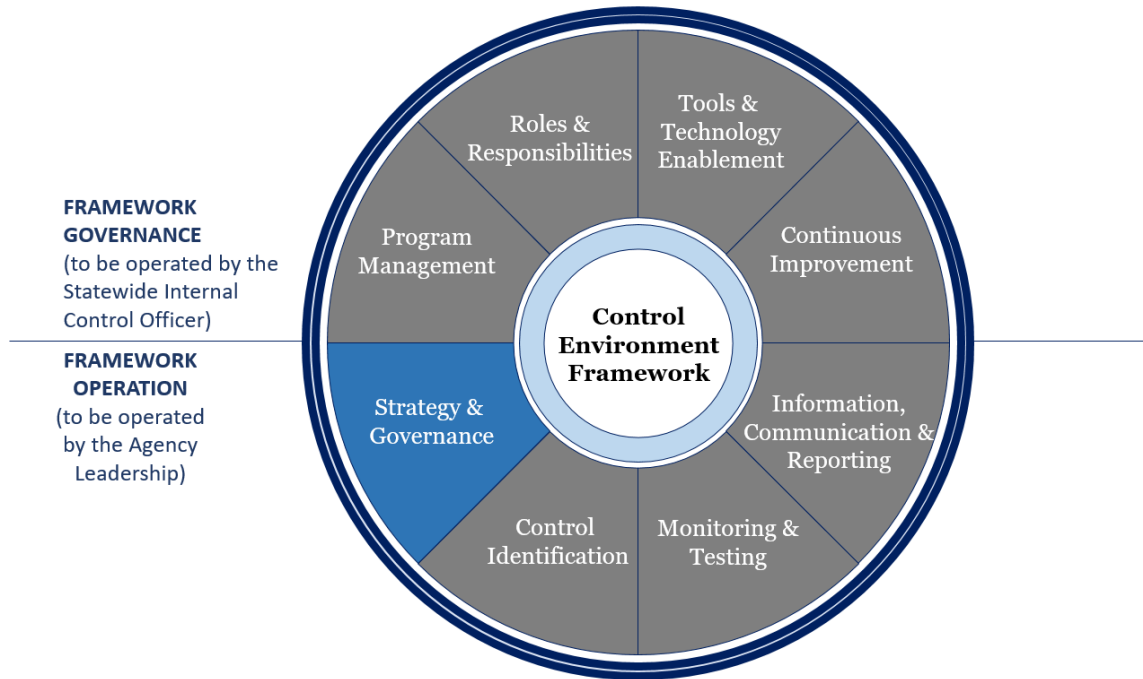 Roles &
Responsibilities
Tools &
Technology
Enablement
FRAMEWORK
GOVERNANCE
(to be operated by the
Statewide Internal
Control Officer)
Program
Management
Continuous
Improvement
Control
Environment
Framework
FRAMEWORK
OPERATION
(to be operated
by the Agency
Leadership)
Strategy &
Governance
Information,
Communication &
Reporting
Control
Identification
Monitoring &
Testing